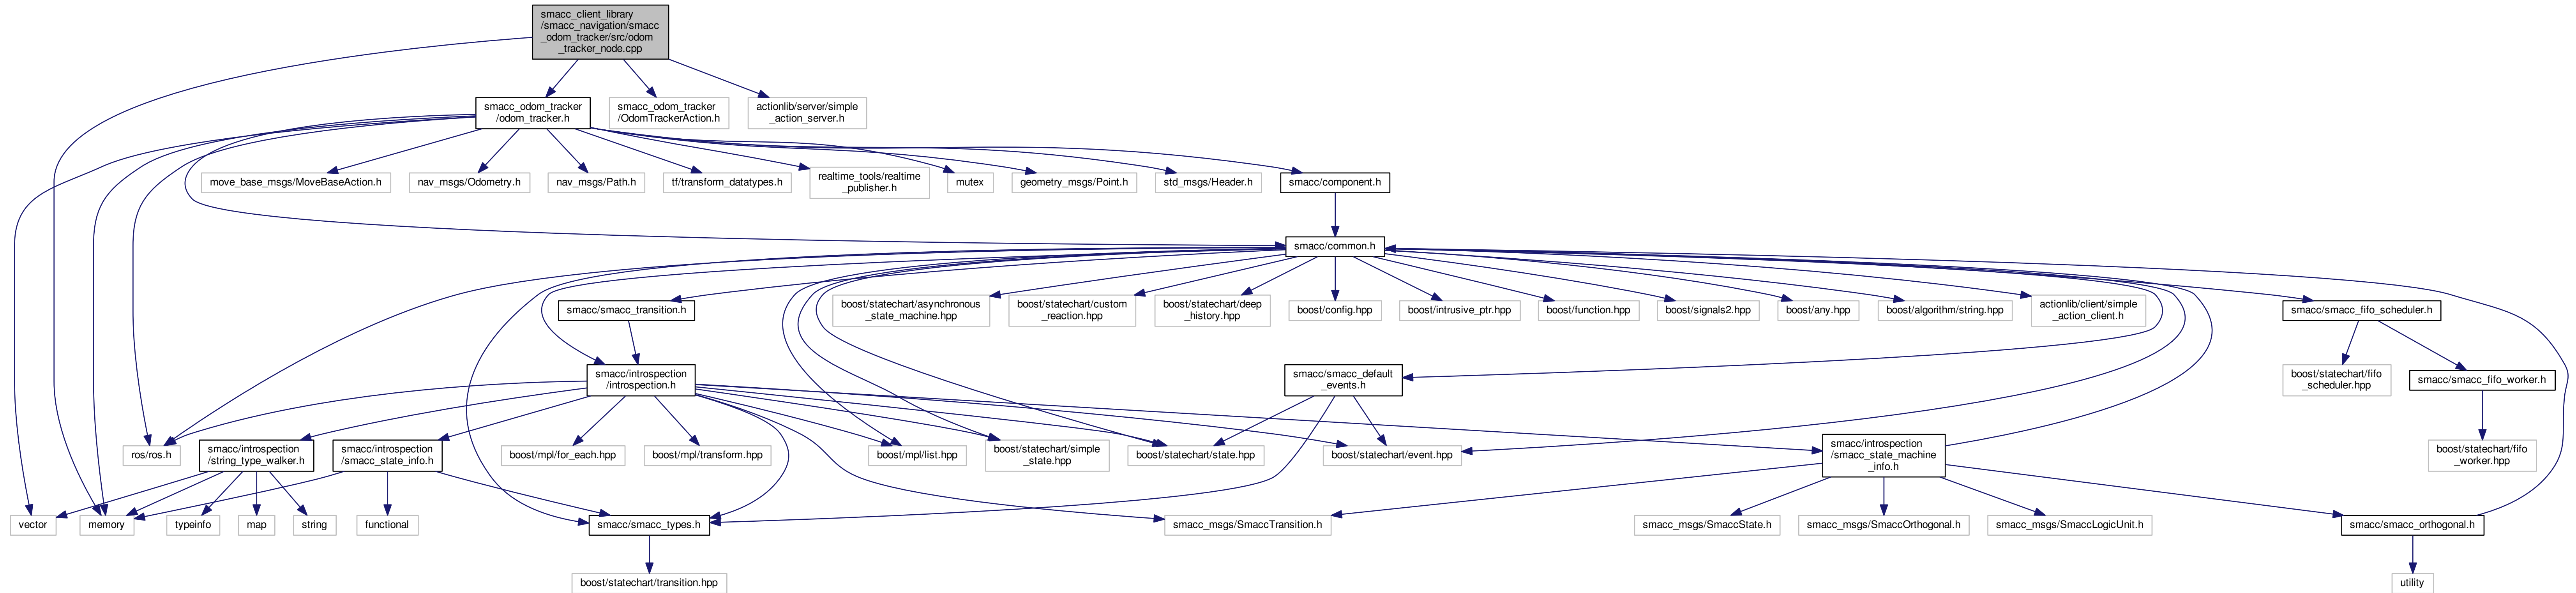 smacc_client_library
/smacc_navigation/smacc
_odom_tracker/src/odom
_tracker_node.cpp
smacc_odom_tracker
/odom_tracker.h
smacc_odom_tracker
/OdomTrackerAction.h
actionlib/server/simple
_action_server.h
move_base_msgs/MoveBaseAction.h
nav_msgs/Odometry.h
nav_msgs/Path.h
tf/transform_datatypes.h
realtime_tools/realtime
_publisher.h
mutex
geometry_msgs/Point.h
std_msgs/Header.h
smacc/component.h
smacc/common.h
smacc/smacc_transition.h
boost/statechart/asynchronous
_state_machine.hpp
boost/statechart/custom
_reaction.hpp
boost/statechart/deep
_history.hpp
boost/config.hpp
boost/intrusive_ptr.hpp
boost/function.hpp
boost/signals2.hpp
boost/any.hpp
boost/algorithm/string.hpp
actionlib/client/simple
_action_client.h
smacc/smacc_fifo_scheduler.h
smacc/introspection
/introspection.h
smacc/smacc_default
_events.h
boost/statechart/fifo
_scheduler.hpp
smacc/smacc_fifo_worker.h
ros/ros.h
smacc/introspection
/string_type_walker.h
smacc/introspection
/smacc_state_info.h
boost/mpl/for_each.hpp
boost/mpl/transform.hpp
boost/mpl/list.hpp
boost/statechart/simple
_state.hpp
boost/statechart/state.hpp
boost/statechart/event.hpp
smacc/introspection
/smacc_state_machine
_info.h
boost/statechart/fifo
_worker.hpp
vector
memory
typeinfo
map
string
functional
smacc/smacc_types.h
smacc_msgs/SmaccTransition.h
smacc_msgs/SmaccState.h
smacc_msgs/SmaccOrthogonal.h
smacc_msgs/SmaccLogicUnit.h
smacc/smacc_orthogonal.h
boost/statechart/transition.hpp
utility